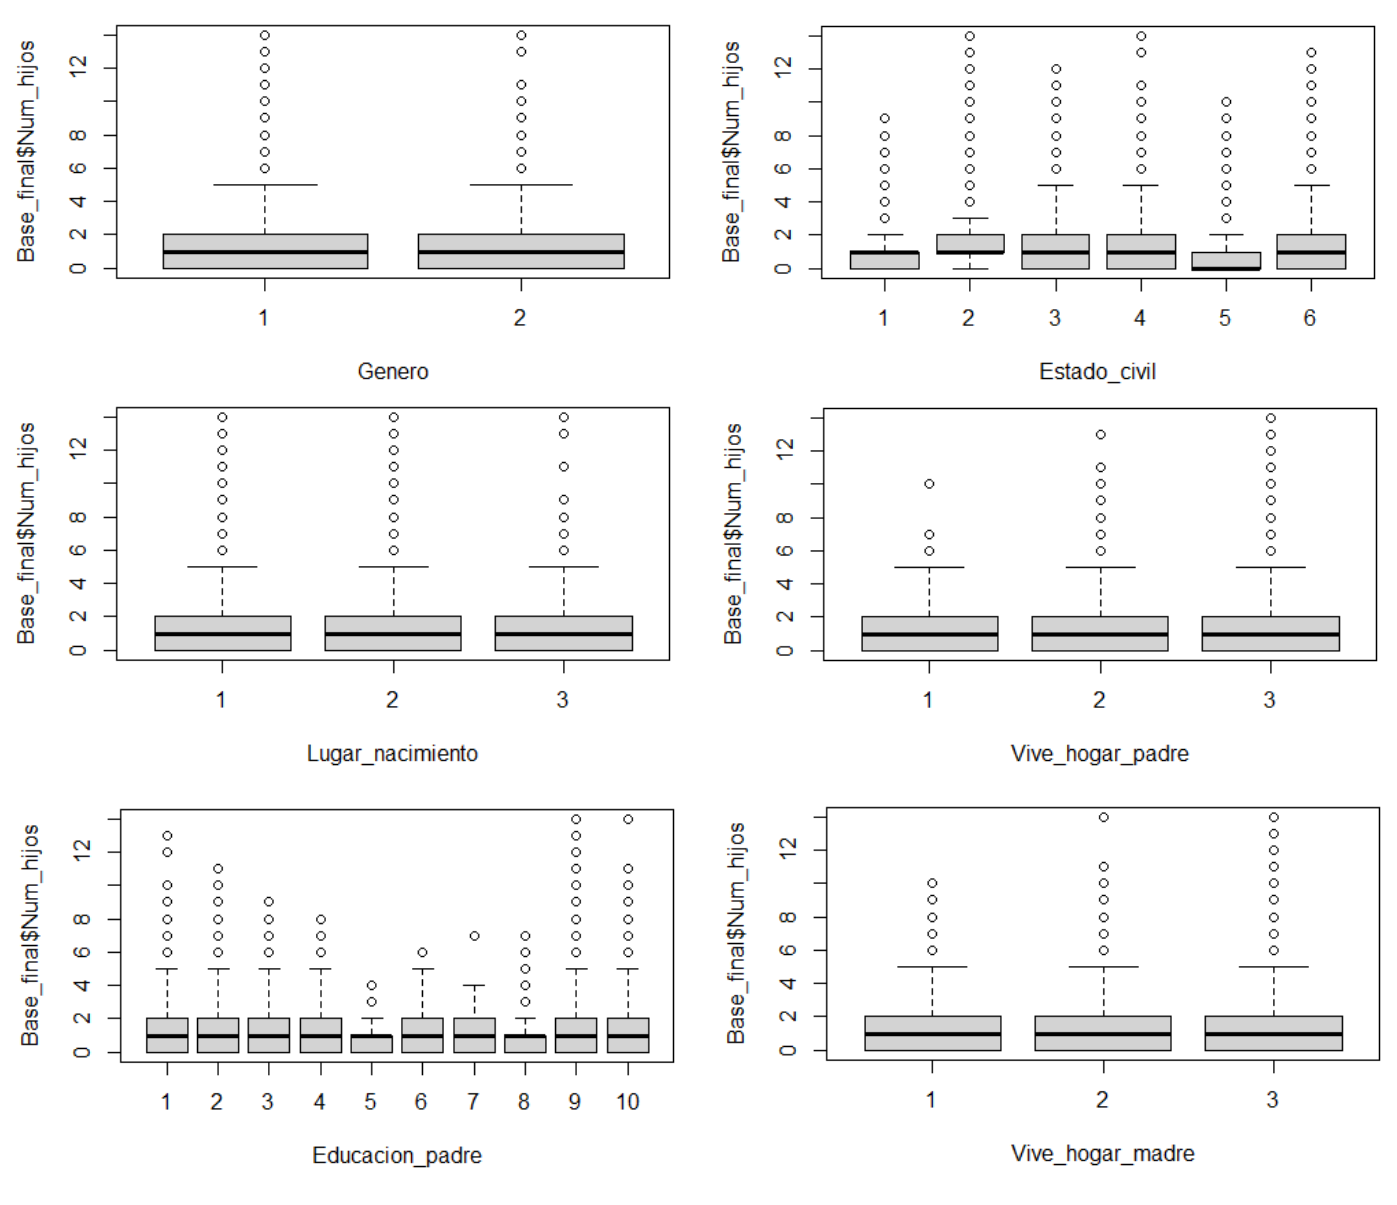 Base_final$Num_hijos
0 2 4 6 8 12
1 2
Genero
Base_final$Num_hijos
0 2 4 6 8 12
1 2 3 4 5 6
Estado_civil
Base_final$Num_hijos
0 2 4 6 8 12
1 2 3
Lugar_nacimiento
Base_final$Num_hijos
0 2 4 6 8 12
1 2 3
Vive_hogar_padre
Base_final$Num_hijos
0 2 4 6 8 12
1 2 3 4 5 6 7 8 9 10
Educacion_padre
Base_final$Num_hijos
0 2 4 6 8 12
1 2 3
Vive_hogar_madre